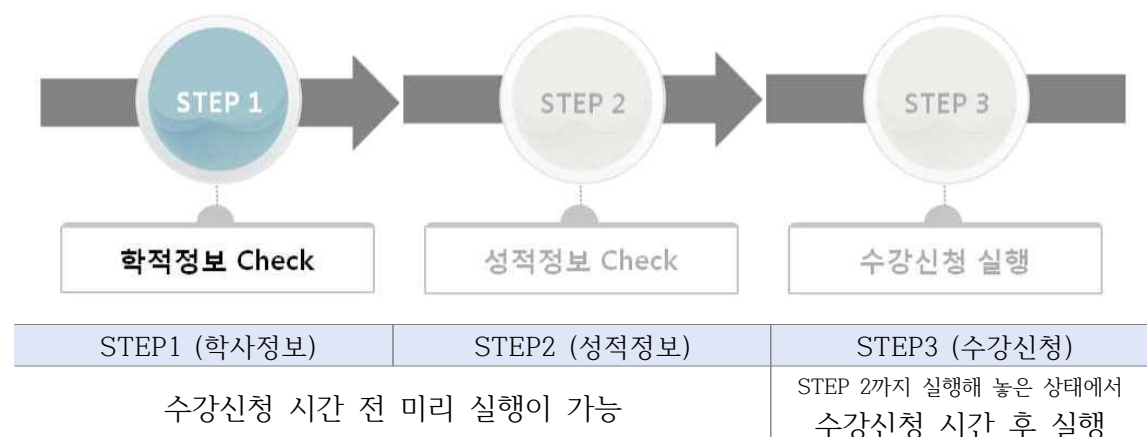 STEP 1
STEP 2
STEP 3
학적정보 Check
성적정보 Check
수강신청 실행
STEP1 (학사정보)
STEP2 (성적정보)
STEP3 (수강신청)
수강신청 시간 전 미리 실행이 가능
STEP 2까지 실행해 놓은 상태에서
수강신청 시간 후 실행